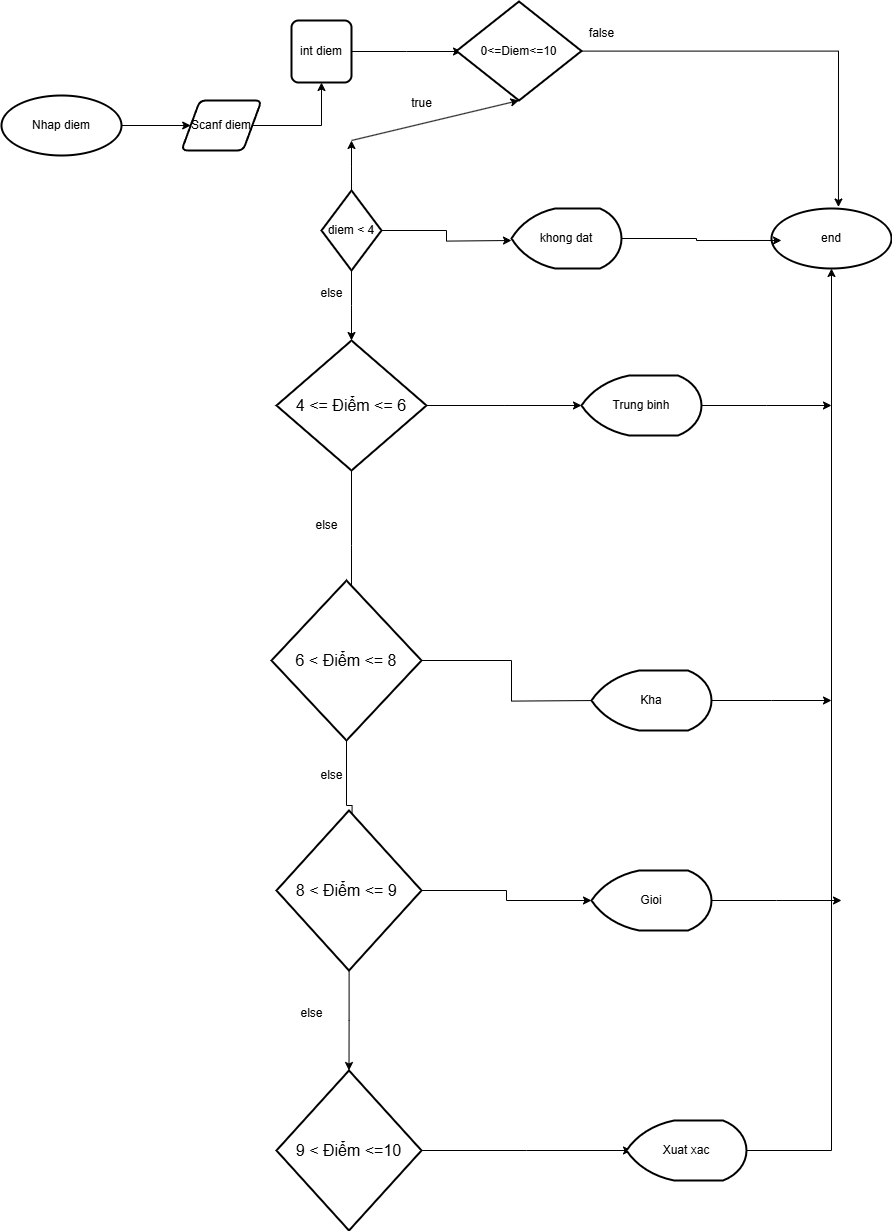 false
int diem
0<=Diem<=10
true
Nhap diem
Scanf diem
diem < 4
khong dat
end
else
4 <= Điểm <= 6
Trung binh
else
6 < Điểm <= 8
Kha
else
8 < Điểm <= 9
Gioi
else
9 < Điểm <=10
Xuat xac